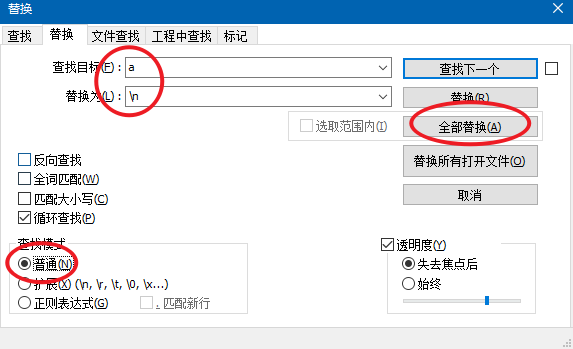 替换
查找 替换 文件查找 工程中查找 标记
查找目标(F) : a 查找下一个
替换为(L) : \n 替换(R)
选取范围内(I) 全部替换(A)
替换所有打开文件(O)
反向查找
全词匹配(W) 取消
匹配大小写(C)
循环查找(P)
查找模式 透明度(Y)
普通(N) 失去焦点后
扩展(X) (\n, \r, \t, \0, \x...) 始终
正则表达式(G) . 匹配新行